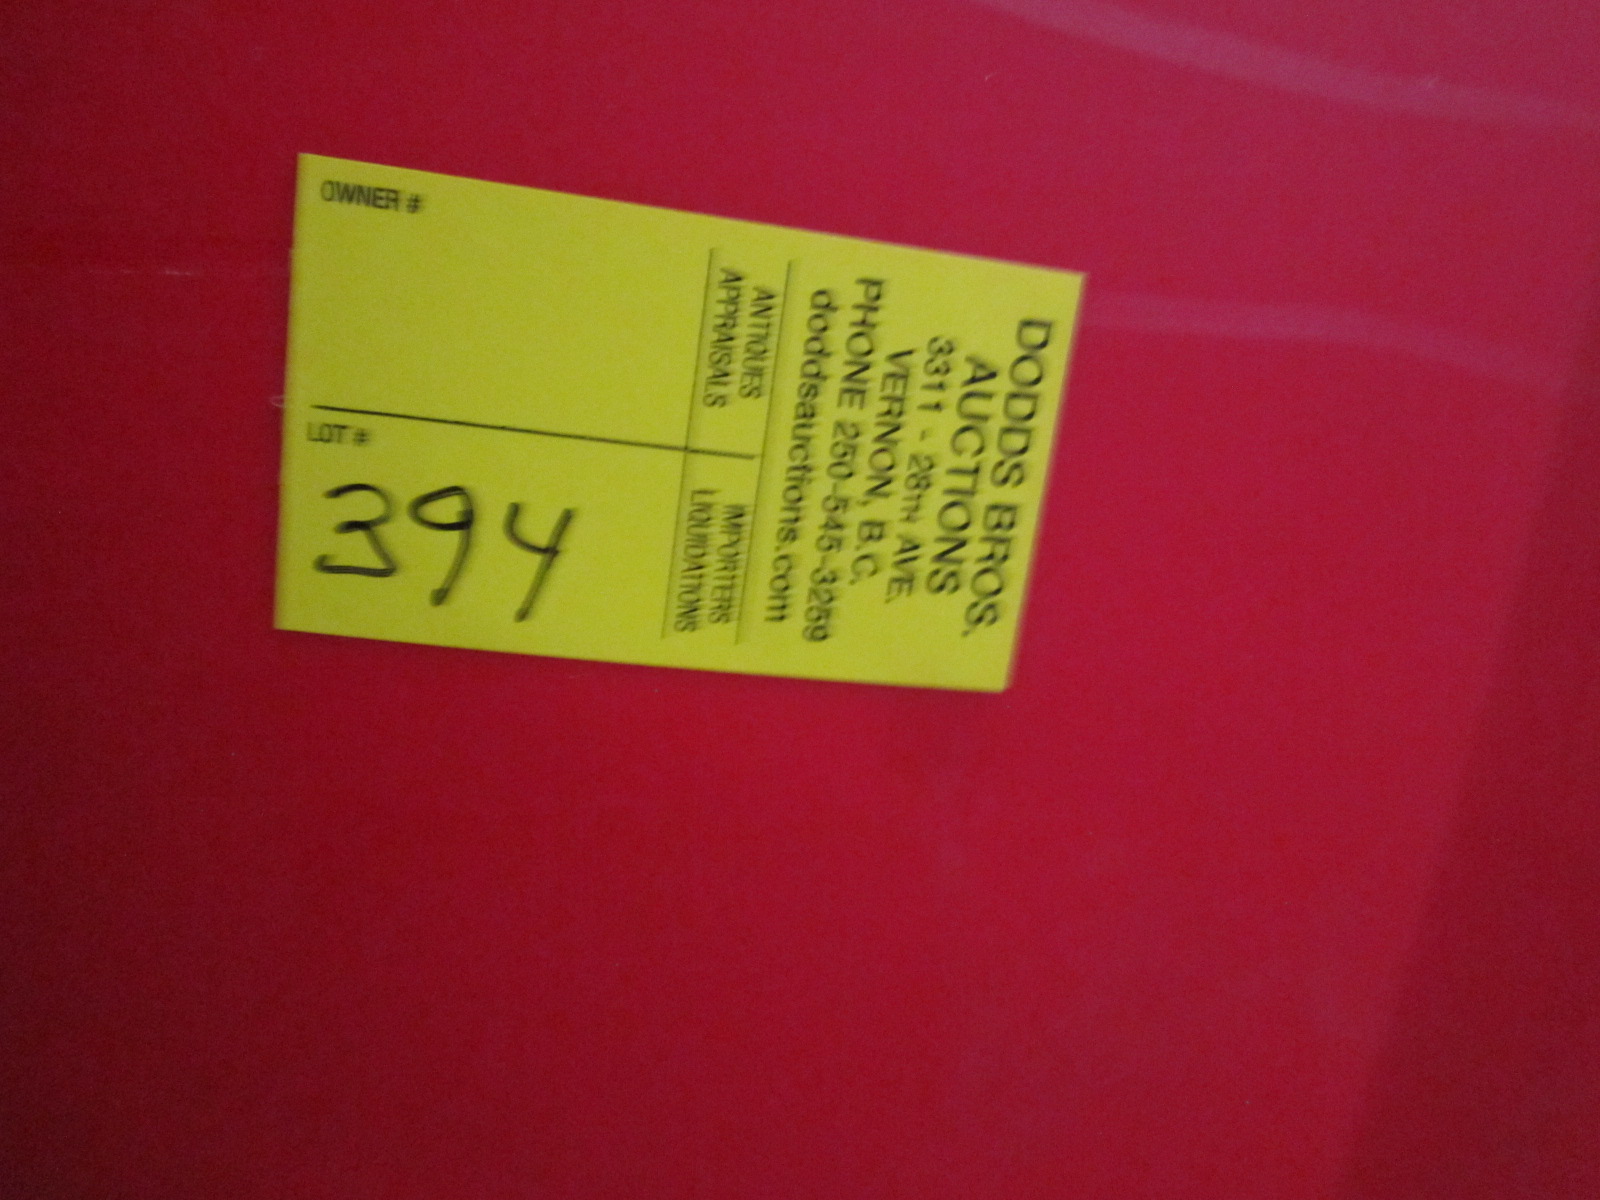 DODDS BROS.
AUCTIONS
3311 - 28TH AVE.
VERNON, B.C.
PHONE 250-545-3259
doddsauctions.com
ANTIQUES IMPORTERS
APPRAISALS LIQUIDATIONS
OWNER #
LOT #
394